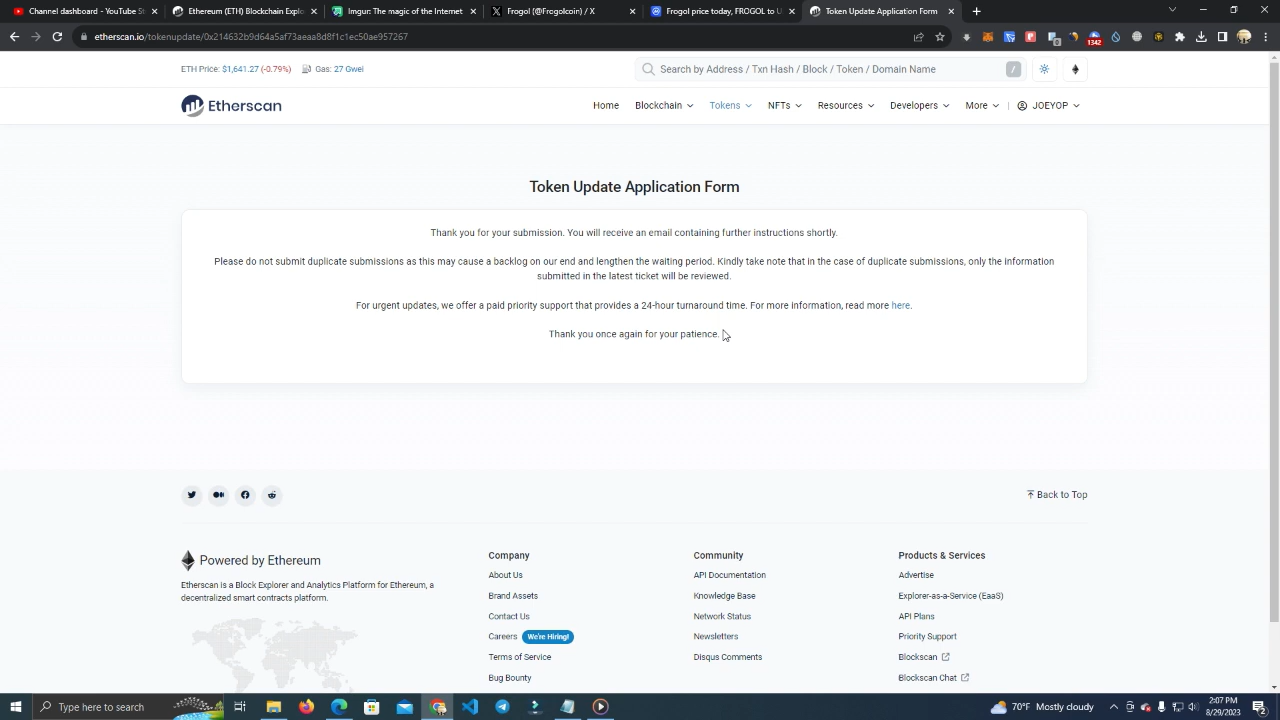 Channel dashboard - YouTube St
Ethereum (ETH) Blockchain Explo
Imgur: The magic of the Internet
Frogol (@Frogolcoin) / X
Frogol price today, FROGOL to U
Token Update Application Form
etherscan.io/tokenupdate/0x214632b9d64a5af73aeaa8d8f1c1ec50ae957267
1342
ETH Price: $1,641.27 (-0.79%) Gas: 27 Gwei
Search by Address / Txn Hash / Block / Token / Domain Name /
Etherscan
Home Blockchain Tokens NFTs Resources Developers More | JOEYOP
Token Update Application Form
Thank you for your submission. You will receive an email containing further instructions shortly.
Please do not submit duplicate submissions as this may cause a backlog on our end and lengthen the waiting period. Kindly take note that in the case of duplicate submissions, only the information
submitted in the latest ticket will be reviewed.
For urgent updates, we offer a paid priority support that provides a 24-hour turnaround time. For more information, read more here.
Thank you once again for your patience.
Back to Top
Powered by Ethereum
Etherscan is a Block Explorer and Analytics Platform for Ethereum, a
decentralized smart contracts platform.
Company
About Us
Brand Assets
Contact Us
Careers We're Hiring!
Terms of Service
Bug Bounty
Community
API Documentation
Knowledge Base
Network Status
Newsletters
Disqus Comments
Products & Services
Advertise
Explorer-as-a-Service (EaaS)
API Plans
Priority Support
Blockscan
Blockscan Chat
Type here to search
70°F Mostly cloudy
2:07 PM
8/29/2023